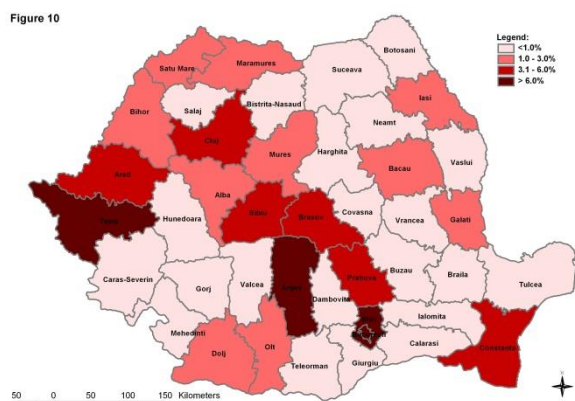 Figure 10
Legend:
<1.0%
1.0 - 3.0%
3.1 - 6.0%
> 6.0%
Botosani
Suceava
Maramures
Satu Mare
Iasi
Bistrita-Nasaud
Salaj
Bihor
Neamt
Cluj
Mures
Harghita
Vaslui
Bacau
Arad
Alba
Sibiu
Brasov
Covasna
Hunedoara
Timis
Vrancea
Galati
Caras-Severin
Gorj
Valcea
Arges
Dambovita
Prahova
Buzau
Braila
Tulcea
Mehedinti
Ialomita
Dolj
Olt
Calarasi
Constanta
Teleorman
Giurgiu
50 0 50 100 150 Kilometers